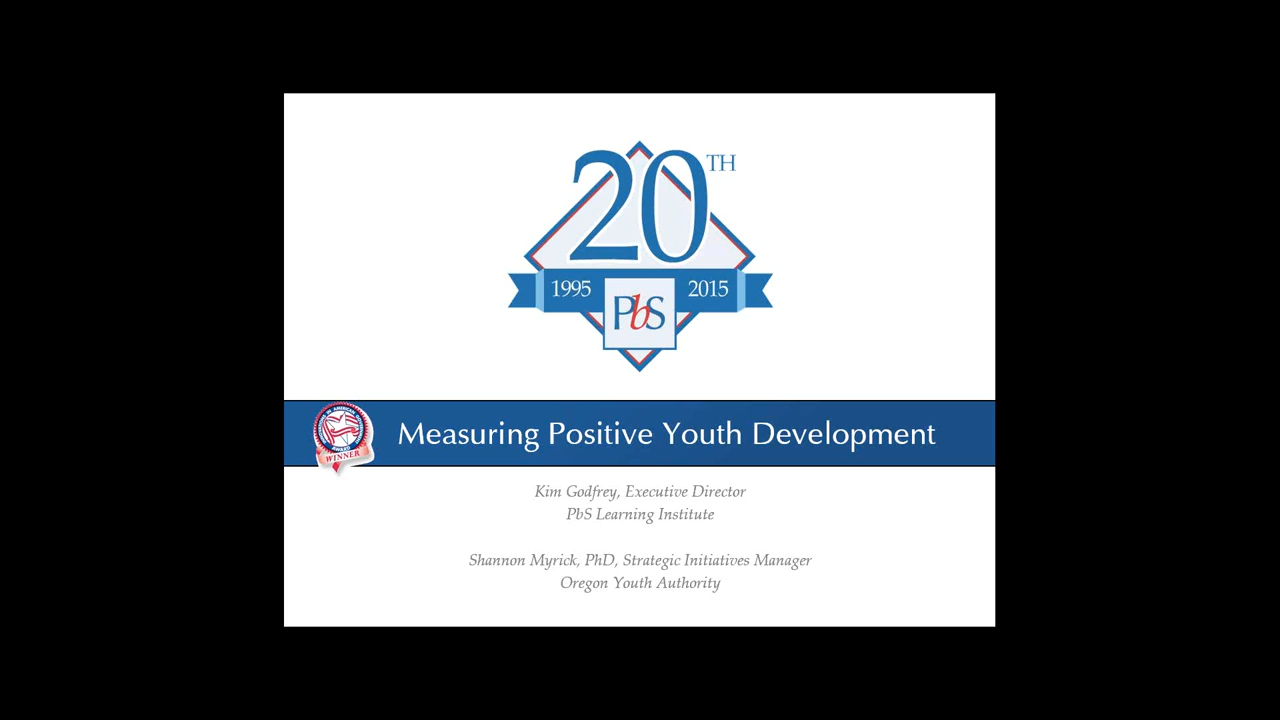 20TH
1995
2015
PbS
Measuring Positive Youth Development
WINNER
Kim Godfrey, Executive Director
PbS Learning Institute
Shannon Myrick, PhD, Strategic Initiatives Manager
Oregon Youth Authority